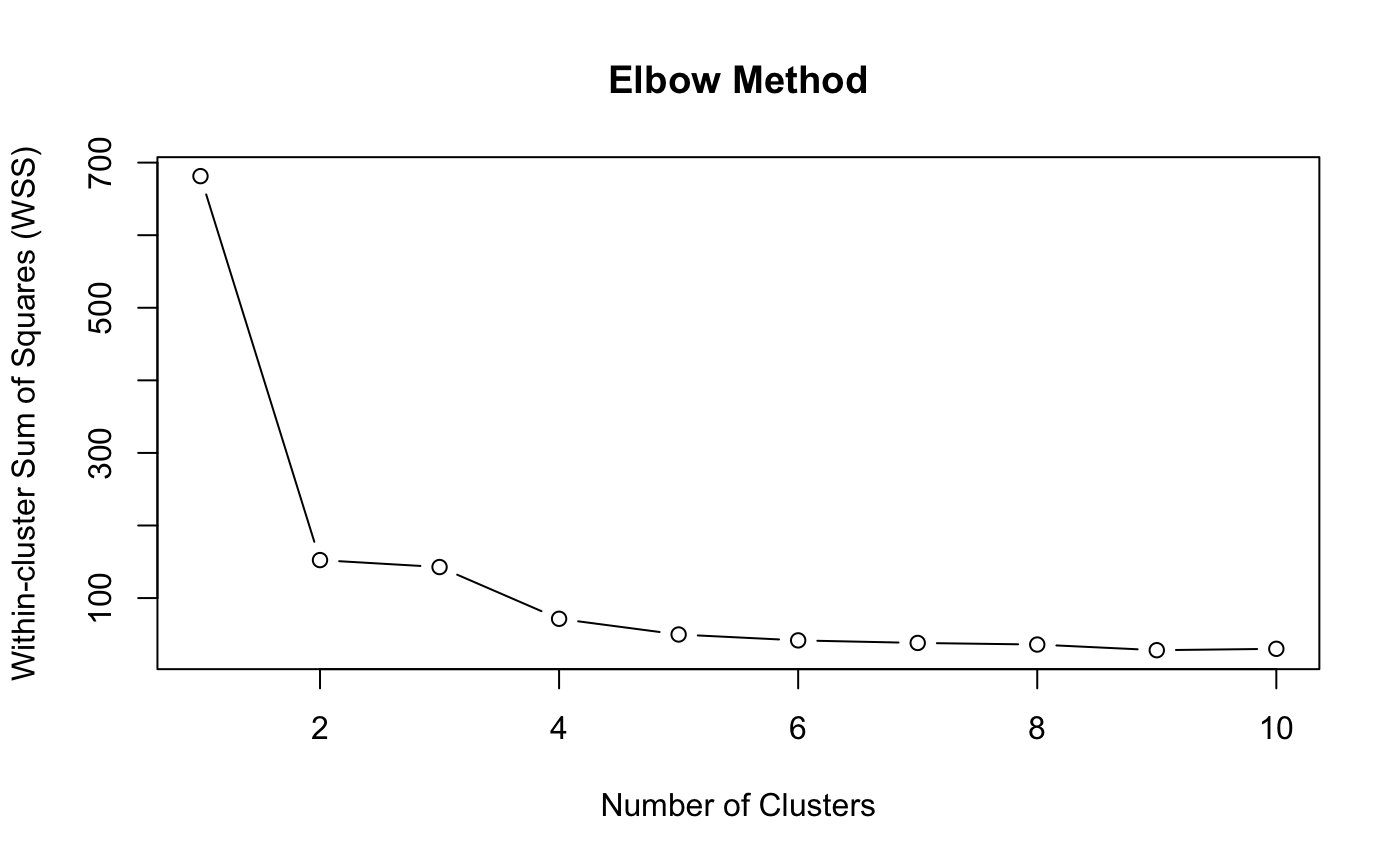 Elbow Method
Within-cluster Sum of Squares (WSS)
700
500
300
100
2 4 6 8 10
Number of Clusters